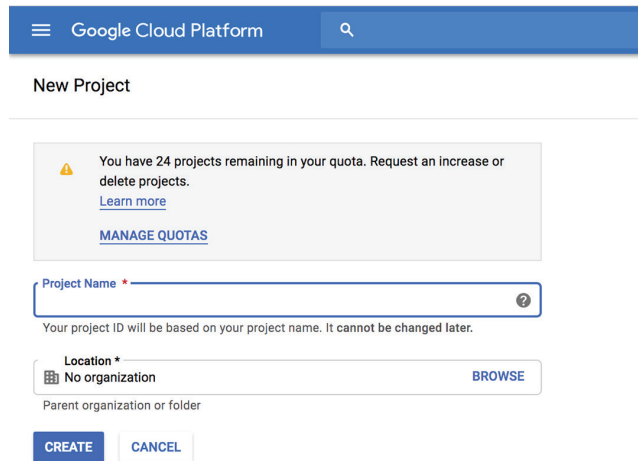 Google Cloud Platform
New Project
You have 24 projects remaining in your quota. Request an increase or
delete projects.
Learn more
MANAGE QUOTAS
Project Name *
Your project ID will be based on your project name. It cannot be changed later.
Location *
No organization BROWSE
Parent organization or folder
CREATE CANCEL